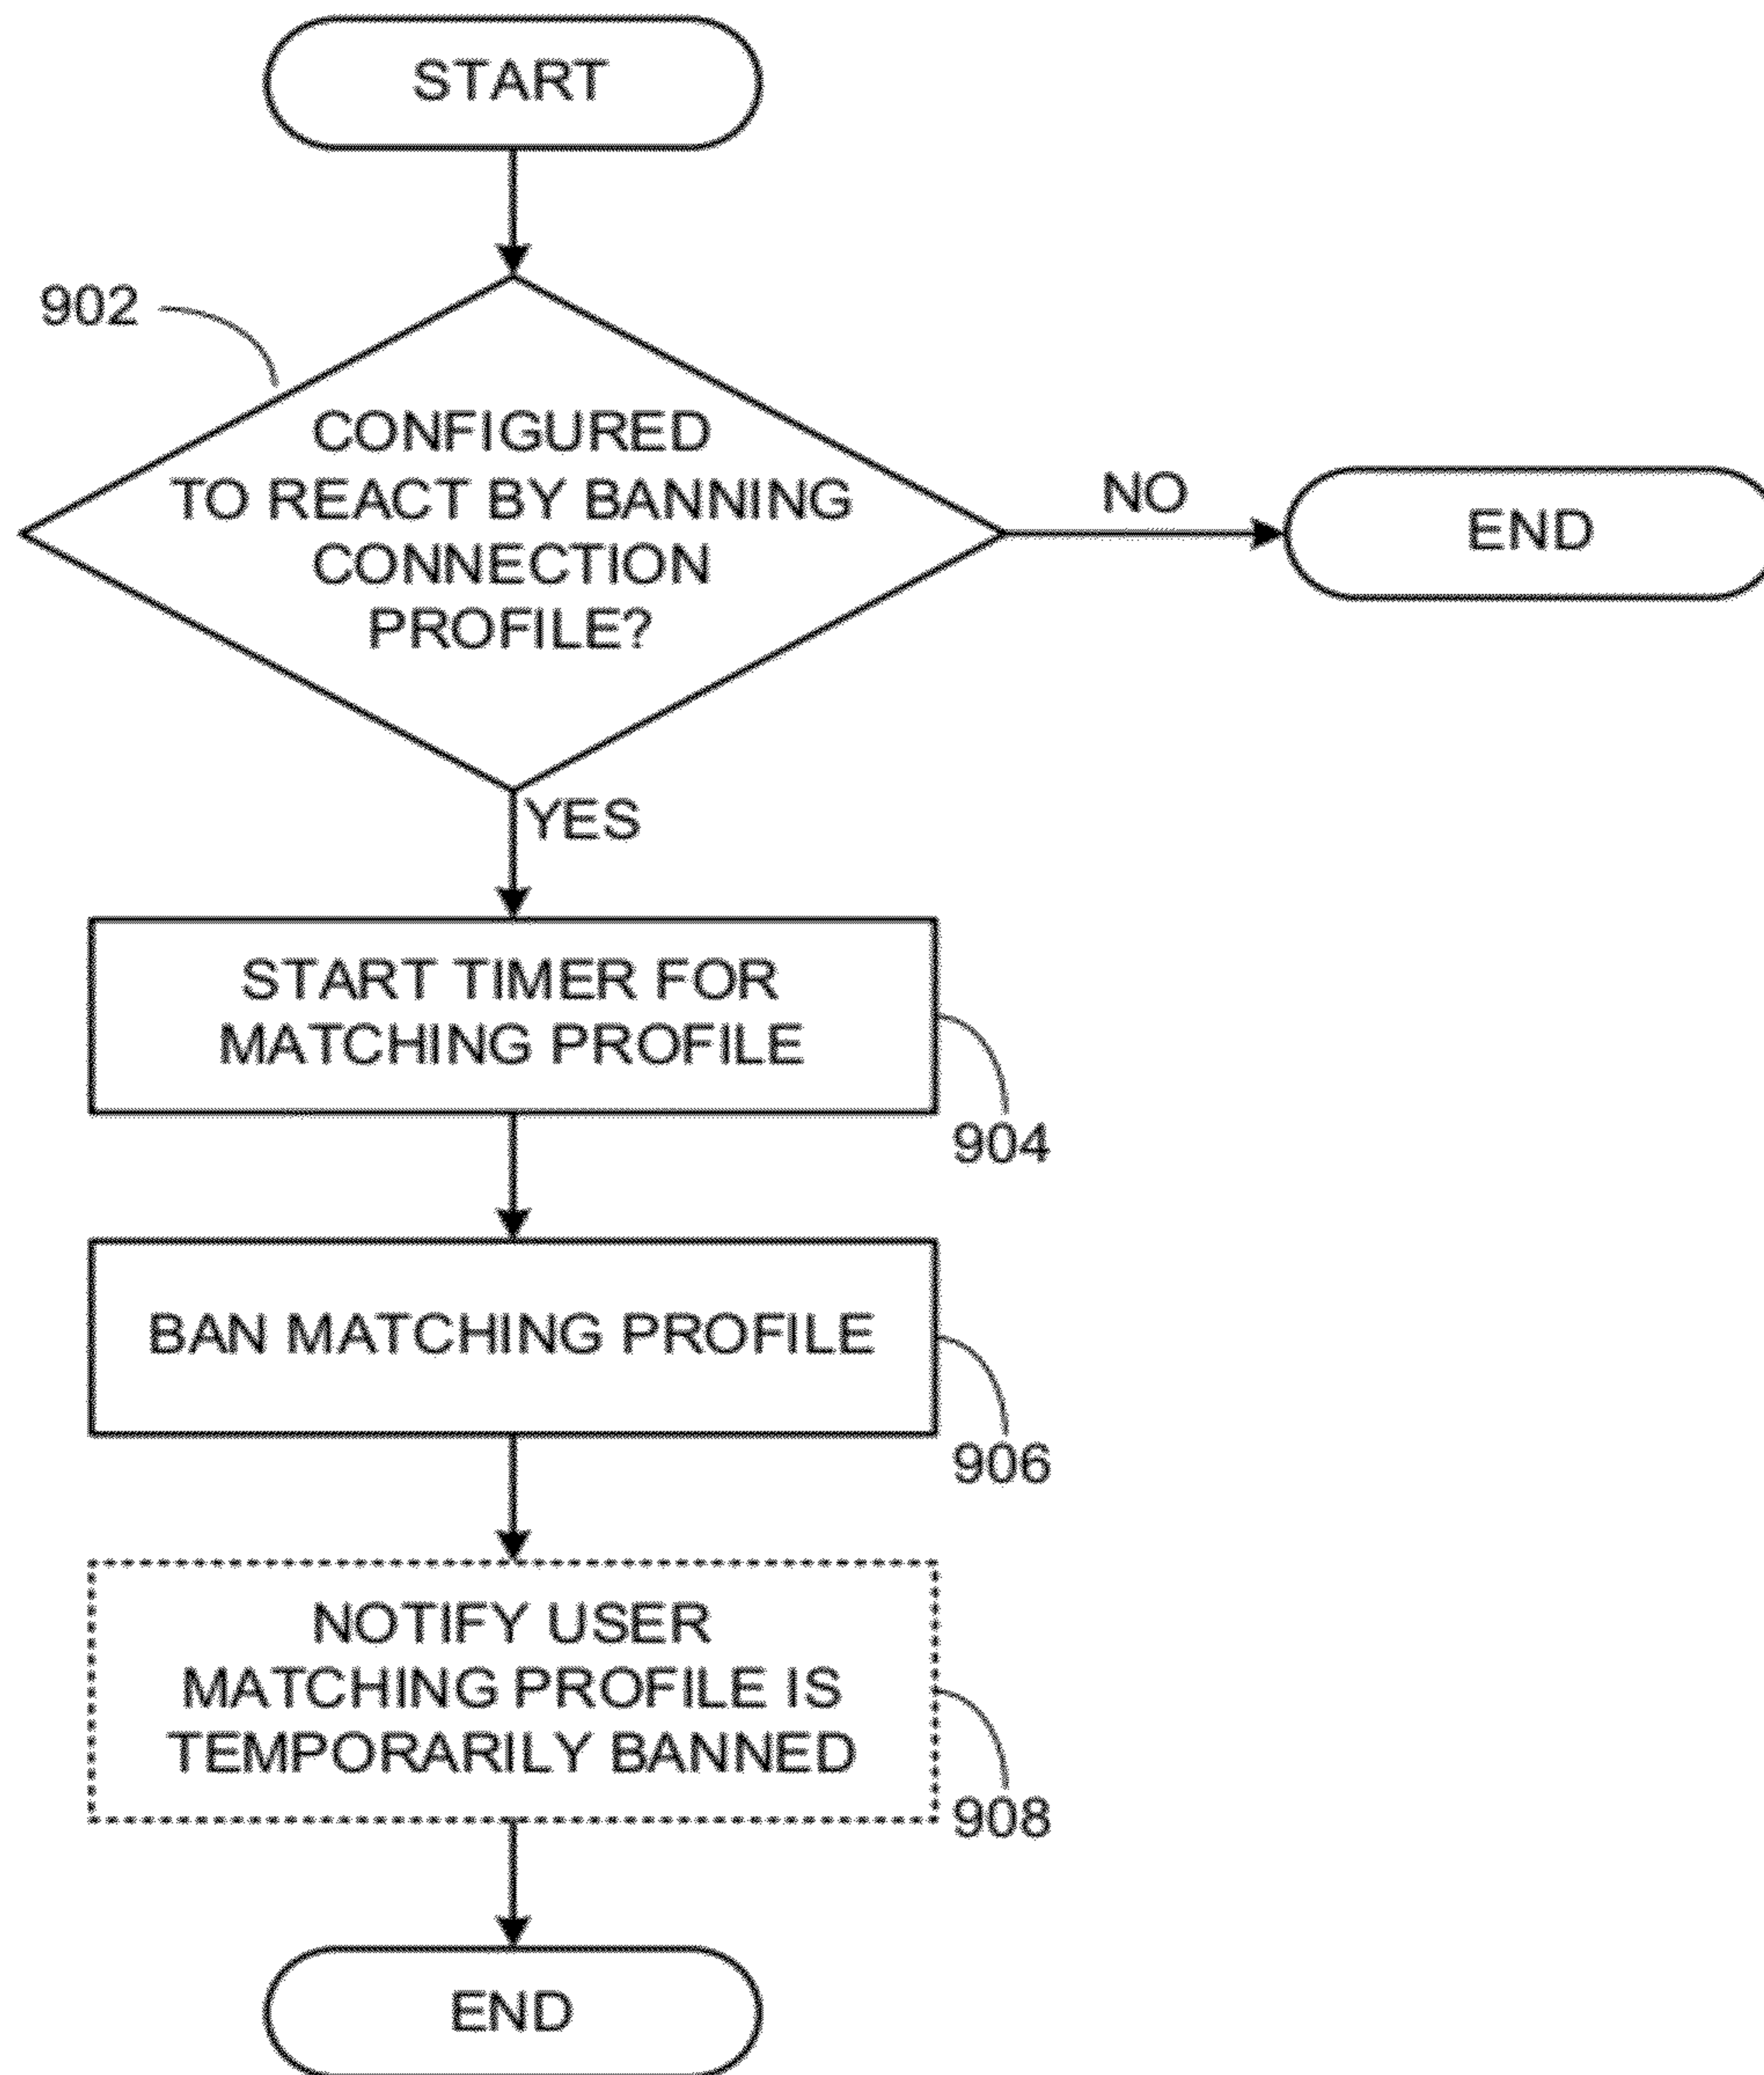 START
902
CONFIGURED
TO REACT BY BANNING
CONNECTION
PROFILE?
NO
END
YES
START TIMER FOR
MATCHING PROFILE
904
BAN MATCHING PROFILE
906
NOTIFY USER
MATCHING PROFILE IS
TEMPORARILY BANNED
908
END